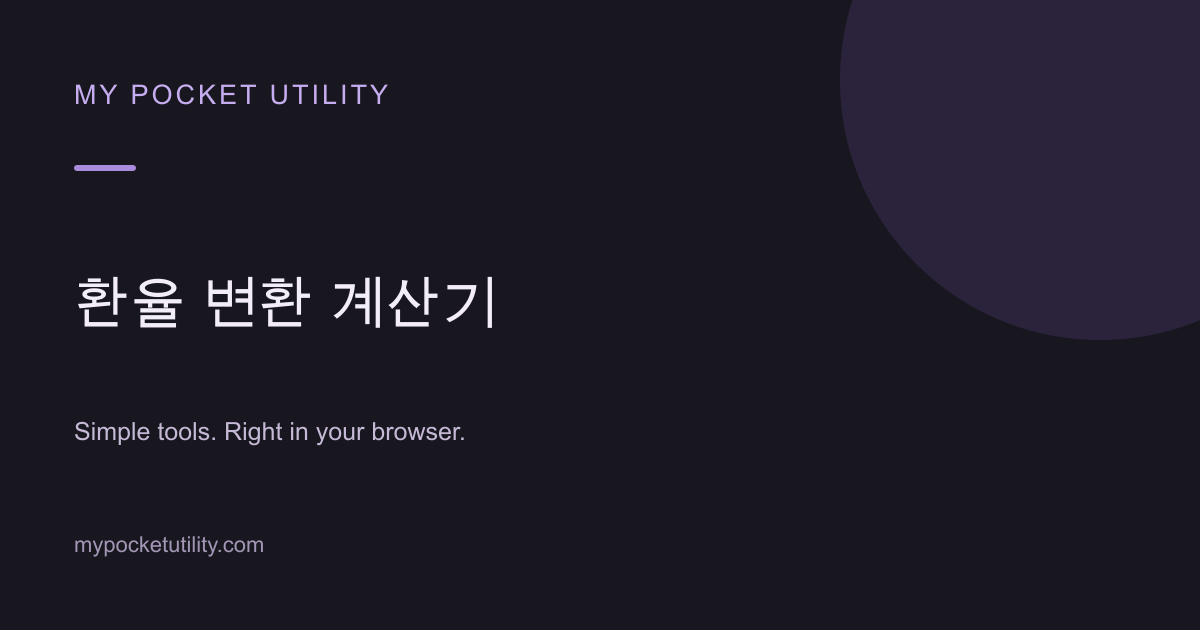 MY POCKET UTILITY
환율 변환 계산기
Simple tools. Right in your browser.
mypocketutility.com